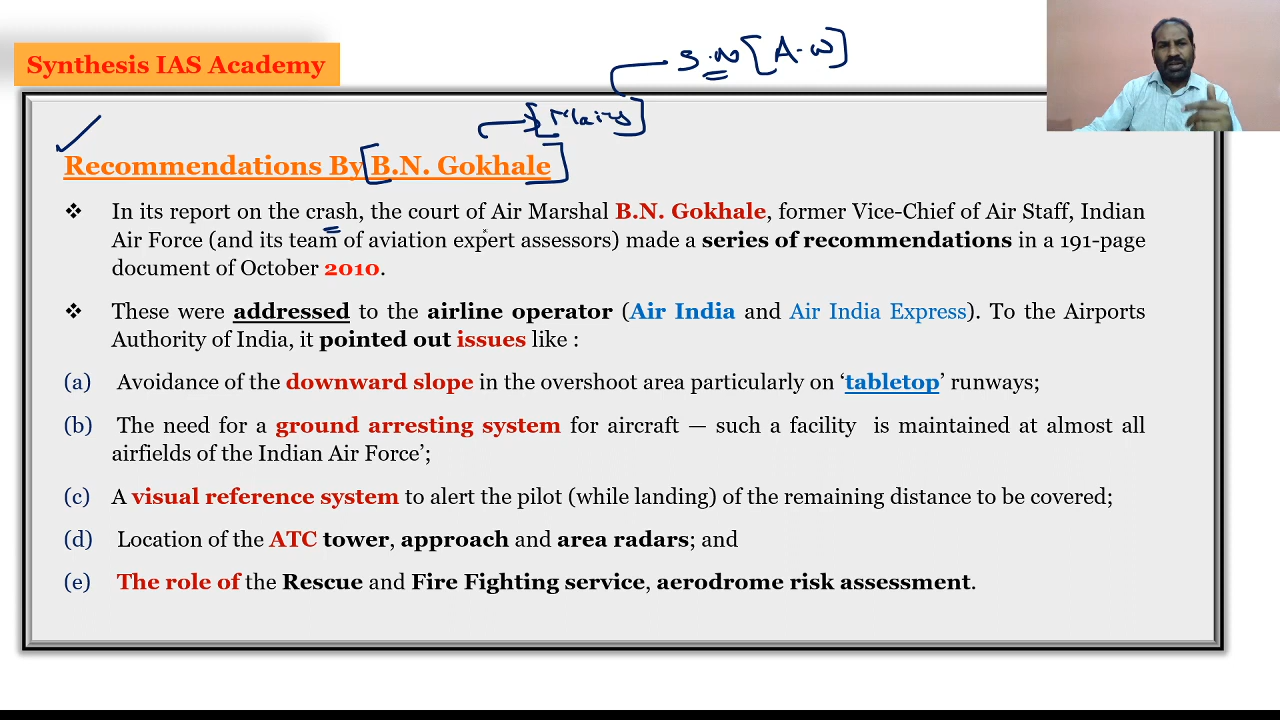 Synthesis IAS Academy
S.N [A-W]
Recommendations By [B.N. Gokhale]
❖ In its report on the crash, the court of Air Marshal B.N. Gokhale, former Vice-Chief of Air Staff, Indian
Air Force (and its team of aviation expert assessors) made a series of recommendations in a 191-page
document of October 2010.
❖ These were addressed to the airline operator (Air India and Air India Express). To the Airports
Authority of India, it pointed out issues like :
(a) Avoidance of the downward slope in the overshoot area particularly on ‘tabletop’ runways;
(b) The need for a ground arresting system for aircraft — such a facility is maintained at almost all
airfields of the Indian Air Force’;
(c) A visual reference system to alert the pilot (while landing) of the remaining distance to be covered;
(d) Location of the ATC tower, approach and area radars; and
(e) The role of the Rescue and Fire Fighting service, aerodrome risk assessment.